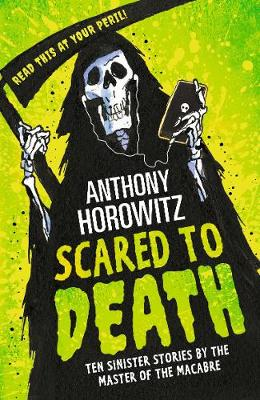 READ THIS AT YOUR PERIL!
ANTHONY
HOROWITZ
SCARED TO
DEATH
TEN SINISTER STORIES BY THE
MASTER OF THE MACABRE